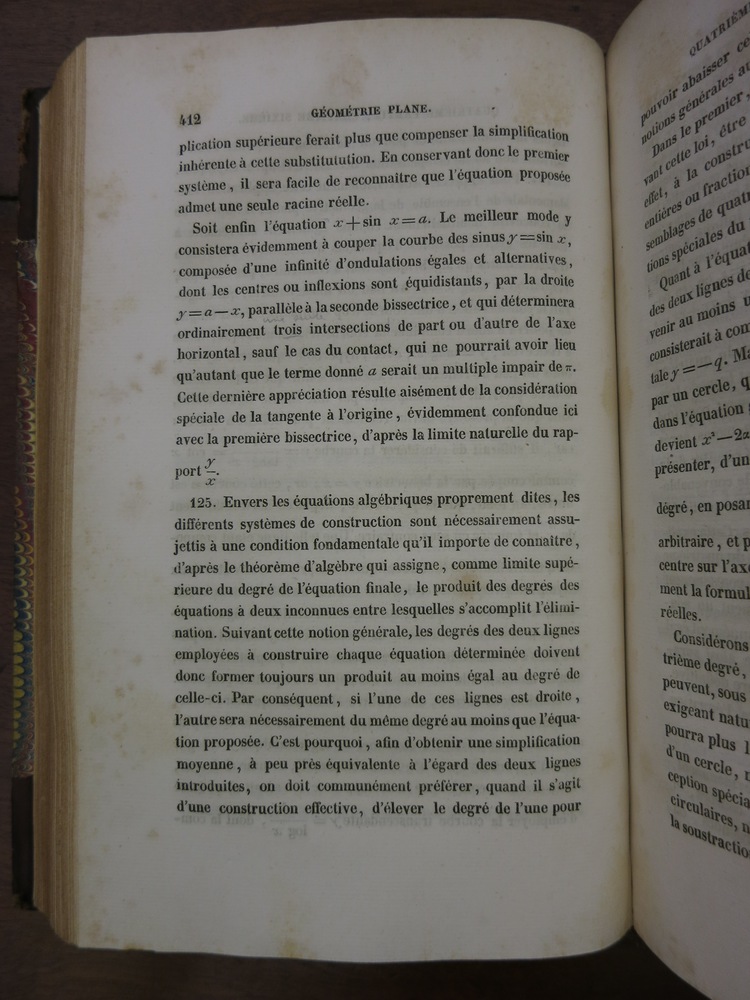 412
GÉOMÉTRIE PLANE.
plication supérieure ferait plus que compenser la simplification
inhérente à cette substitutution. En conservant donc le premier
système, il sera facile de reconnaitre que l'équation proposée
admet une seule racine réelle.
Soit enfin l'équation x+sin x=a. Le meilleur mode y
consistera évidemment à couper la courbe des sinus y=sin x,
composée d'une infinité d'ondulations égales et alternatives,
dont les centres ou inflexions sont équidistants, par la droite
y=a—x, parallèle à la seconde bissectrice, et qui déterminera
ordinairement trois intersections de part ou d'autre de l'axe
horizontal, sauf le cas du contact, qui ne pourrait avoir lieu
qu'autant que le terme donné a serait un multiple impair de π.
Cette dernière appréciation résulte aisément de la considération
spéciale de la tangente à l'origine, évidemment confondue ici
avec la première bissectrice, d'après la limite naturelle du rap-
port y/x.
125. Envers les équations algébriques proprement dites, les
différents systèmes de construction sont nécessairement assu-
jettis à une condition fondamentale qu'il importe de connaître,
d'après le théorème d'algèbre qui assigne, comme limite supé-
rieure du degré de l'équation finale, le produit des degrés des
équations à deux inconnues entre lesquelles s'accomplit l'élimi-
nation. Suivant cette notion générale, les degrés des deux lignes
employées à construire chaque équation déterminée doivent
donc former toujours un produit au moins égal au degré de
celle-ci. Par conséquent, si l'une de ces lignes est droite,
l'autre sera nécessairement du même degré au moins que l'équa-
tion proposée. C'est pourquoi, afin d'obtenir une simplification
moyenne, à peu près équivalente à l'égard des deux lignes
introduites, on doit communément préférer, quand il s'agit
d'une construction effective, d'élever le degré de l'une pour
QUATRIÈM
pouvoir abaisser ce
notions générales au
Dans le premier,
vant cette loi, être
effet, à la constru
entières ou fraction
semblages de quatr
tions spéciales du
Quant à l'équat
des deux lignes de
venir au moins u
consisterait à com
tale y=—q. Ma
par un cercle, q
dans l'équation
devient x²—2a
présenter, d'un
dégré, en posan
arbitraire, et p
centre sur l'axe
ment la formul
réelles.
Considérons
trième degré,
peuvent, sous
exigeant natu
pourra plus l
d'un cercle, n
ception spécia
circulaires, n
la soustractio